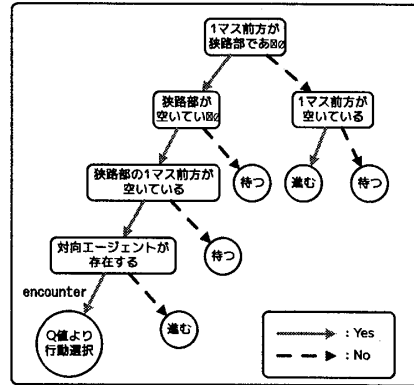 1マス前方が
狭路部であ
狭路部が
空いてい
1マス前方が
空いている
狭路部の1マス前方が
空いている
待つ
進む
待つ
対向エージェントが
存在する
待つ
encounter
Q値より
行動選択
進む
: Yes
: No